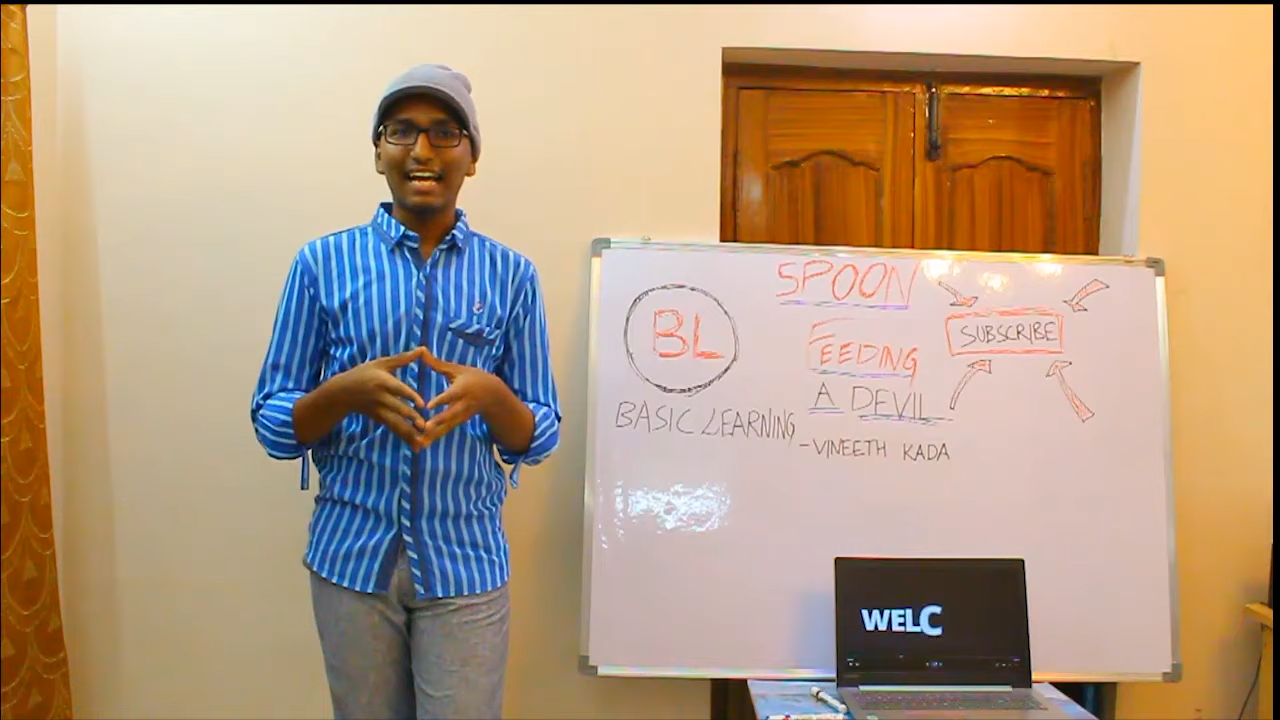 SPOON
FEEDING
A DEVIL
-VINEETH KADA
BL
BASIC LEARNING
SUBSCRIBE
WELC